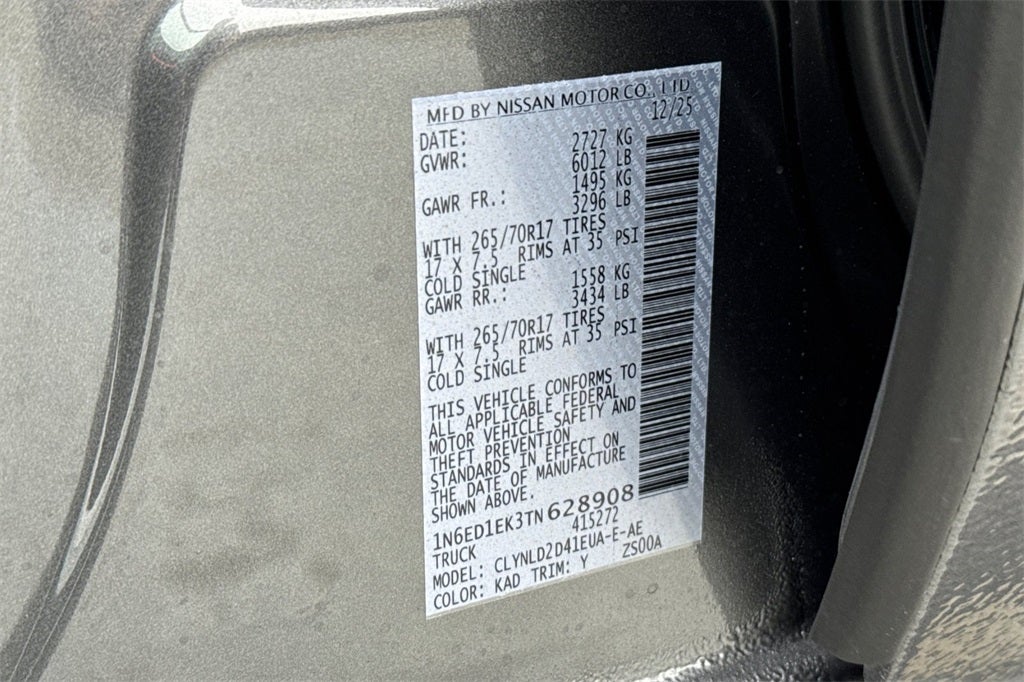 MFD BY NISSAN MOTOR CO., LTD
DATE: 12/25
GVWR: 2727 KG
6012 LB
GAWR FR.: 1495 KG
3296 LB
WITH 265/70R17 TIRES
17 X 7.5 RIMS AT 35 PSI
COLD SINGLE
GAWR RR.: 1558 KG
3434 LB
WITH 265/70R17 TIRES
17 X 7.5 RIMS AT 35 PSI
COLD SINGLE
THIS VEHICLE CONFORMS TO
ALL APPLICABLE FEDERAL
MOTOR VEHICLE SAFETY AND
THEFT PREVENTION
STANDARDS IN EFFECT ON
THE DATE OF MANUFACTURE
SHOWN ABOVE.
1N6ED1EK3TN628908
TRUCK 415272
MODEL: CLYNLD2D41EUA-E-AE
COLOR: KAD TRIM: Y ZS00A